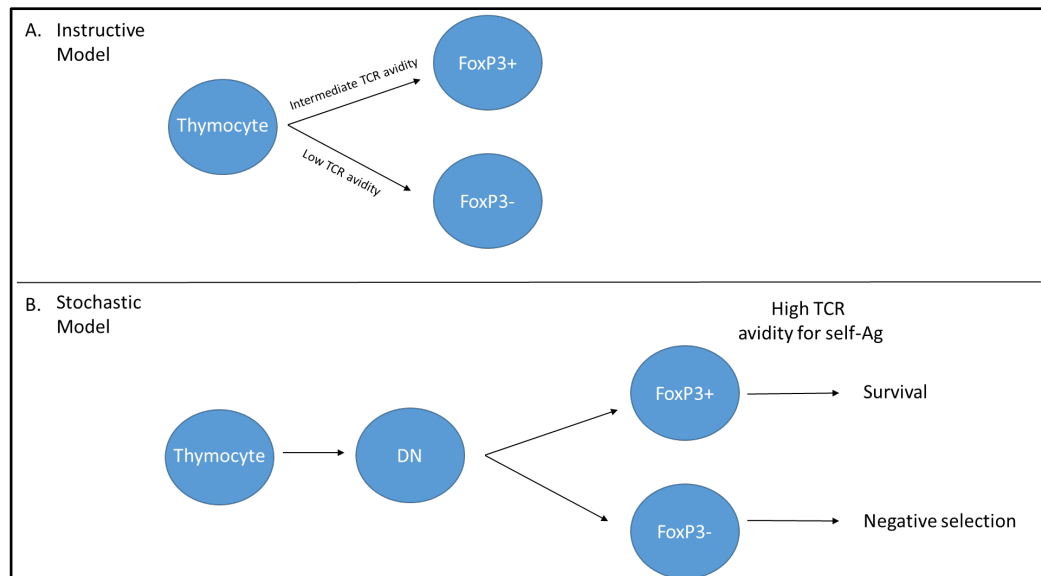 A. Instructive
Model
Thymocyte
Intermediate TCR avidity
FoxP3+
Low TCR avidity
FoxP3-
B. Stochastic
Model
High TCR
avidity for self-Ag
Thymocyte
DN
FoxP3+
Survival
FoxP3-
Negative selection